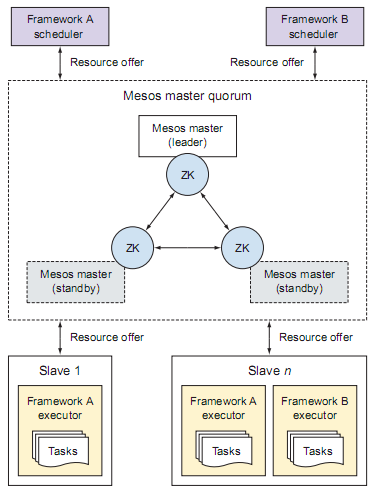 Framework A
scheduler
Framework B
scheduler
Resource offer
Resource offer
Mesos master quorum
Mesos master
(leader)
ZK
ZK
ZK
Mesos master
(standby)
Mesos master
(standby)
Resource offer
Resource offer
Slave 1
Slave n
Framework A
executor
Framework A
executor
Framework B
executor
Tasks
Tasks
Tasks